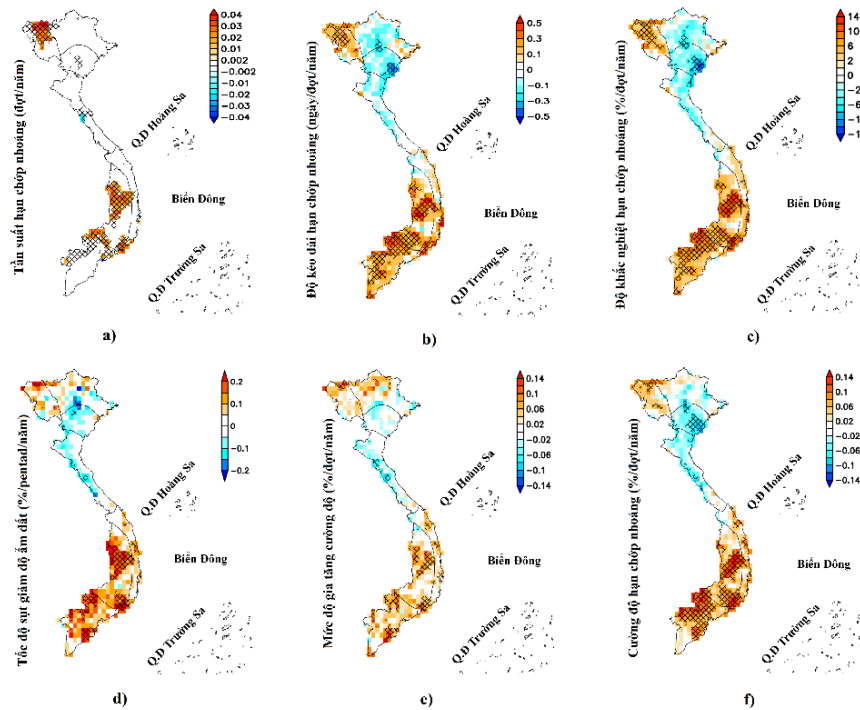 Tần suất hạn chớp nhoáng (đợt/năm)
0.04
0.03
0.02
0.01
0.002
-0.002
-0.01
-0.02
-0.03
-0.04
Q.Đ Hoàng Sa
Biển Đông
Q.Đ Trường Sa
a)
Độ kéo dài hạn chớp nhoáng (ngày/đợt/năm)
0.5
0.3
0.1
0
-0.1
-0.3
-0.5
Q.Đ Hoàng Sa
Biển Đông
Q.Đ Trường Sa
b)
Độ khắc nghiệt hạn chớp nhoáng (%/đợt/năm)
14
10
6
2
0
-2
-6
-1
-1
Q.Đ Hoàng Sa
Biển Đông
Q.Đ Trường Sa
c)
Tốc độ sụt giảm độ ẩm đất (%/pentad/năm)
0.2
0.1
0
-0.1
-0.2
Q.Đ Hoàng Sa
Biển Đông
Q.Đ Trường Sa
d)
Mức độ gia tăng cường độ (%/đợt/năm)
0.14
0.1
0.06
0.02
-0.02
-0.06
-0.1
-0.14
Q.Đ Hoàng Sa
Biển Đông
Q.Đ Trường Sa
e)
Cường độ hạn chớp nhoáng (%/đợt/năm)
0.14
0.1
0.06
0.02
-0.02
-0.06
-0.1
-0.14
Q.Đ Hoàng Sa
Biển Đông
Q.Đ Trường Sa
f)